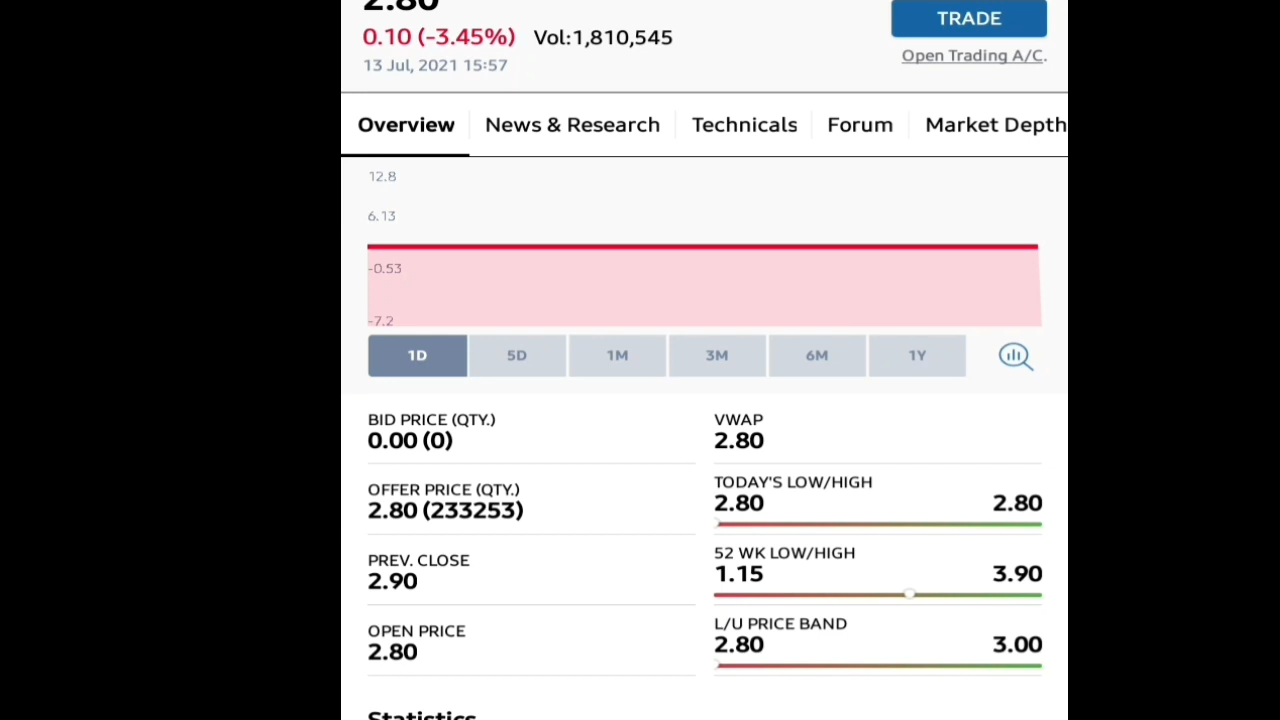 2.80
TRADE
0.10 (-3.45%) Vol:1,810,545
Open Trading A/C.
13 Jul, 2021 15:57
Overview News & Research Technicals Forum Market Depth
12.8
6.13
-0.53
-7.2
1D 5D 1M 3M 6M 1Y
BID PRICE (QTY.)
0.00 (0)
VWAP
2.80
OFFER PRICE (QTY.)
2.80 (233253)
TODAY'S LOW/HIGH
2.80 2.80
PREV. CLOSE
2.90
52 WK LOW/HIGH
1.15 3.90
OPEN PRICE
2.80
L/U PRICE BAND
2.80 3.00
Statistics